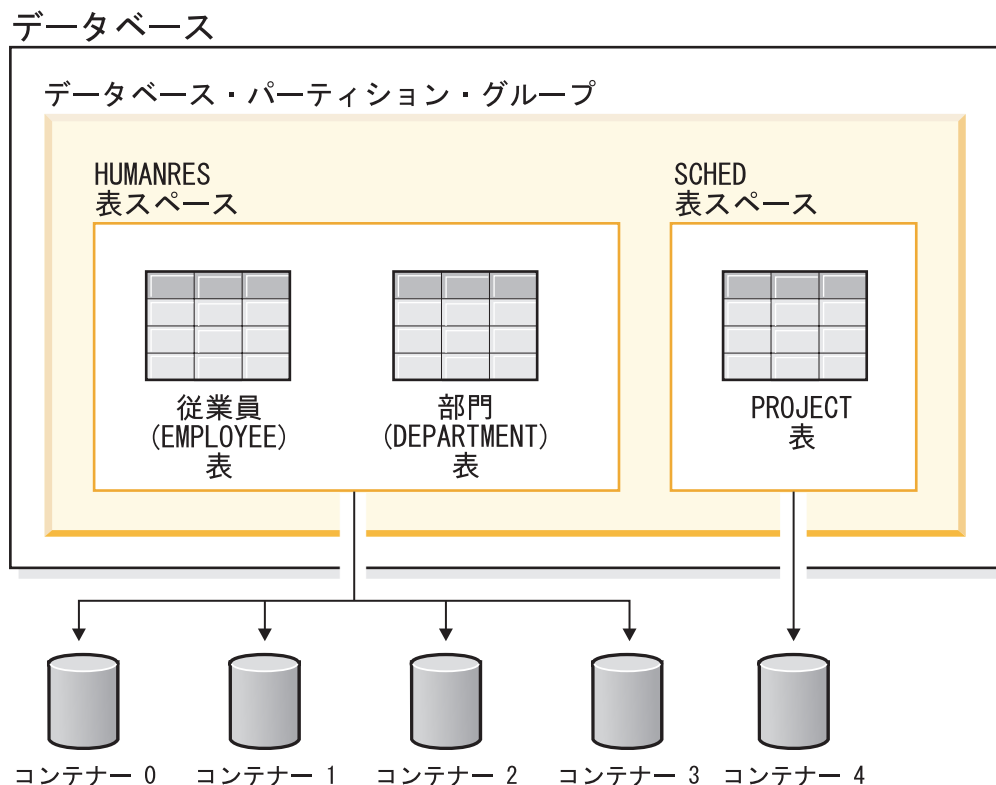 データベース
データベース・パーティション・グループ
HUMANRES
表スペース
SCHED
表スペース
従業員
(EMPLOYEE)
表
部門
(DEPARTMENT)
表
PROJECT
表
コンテナー 0
コンテナー 1
コンテナー 2
コンテナー 3
コンテナー 4